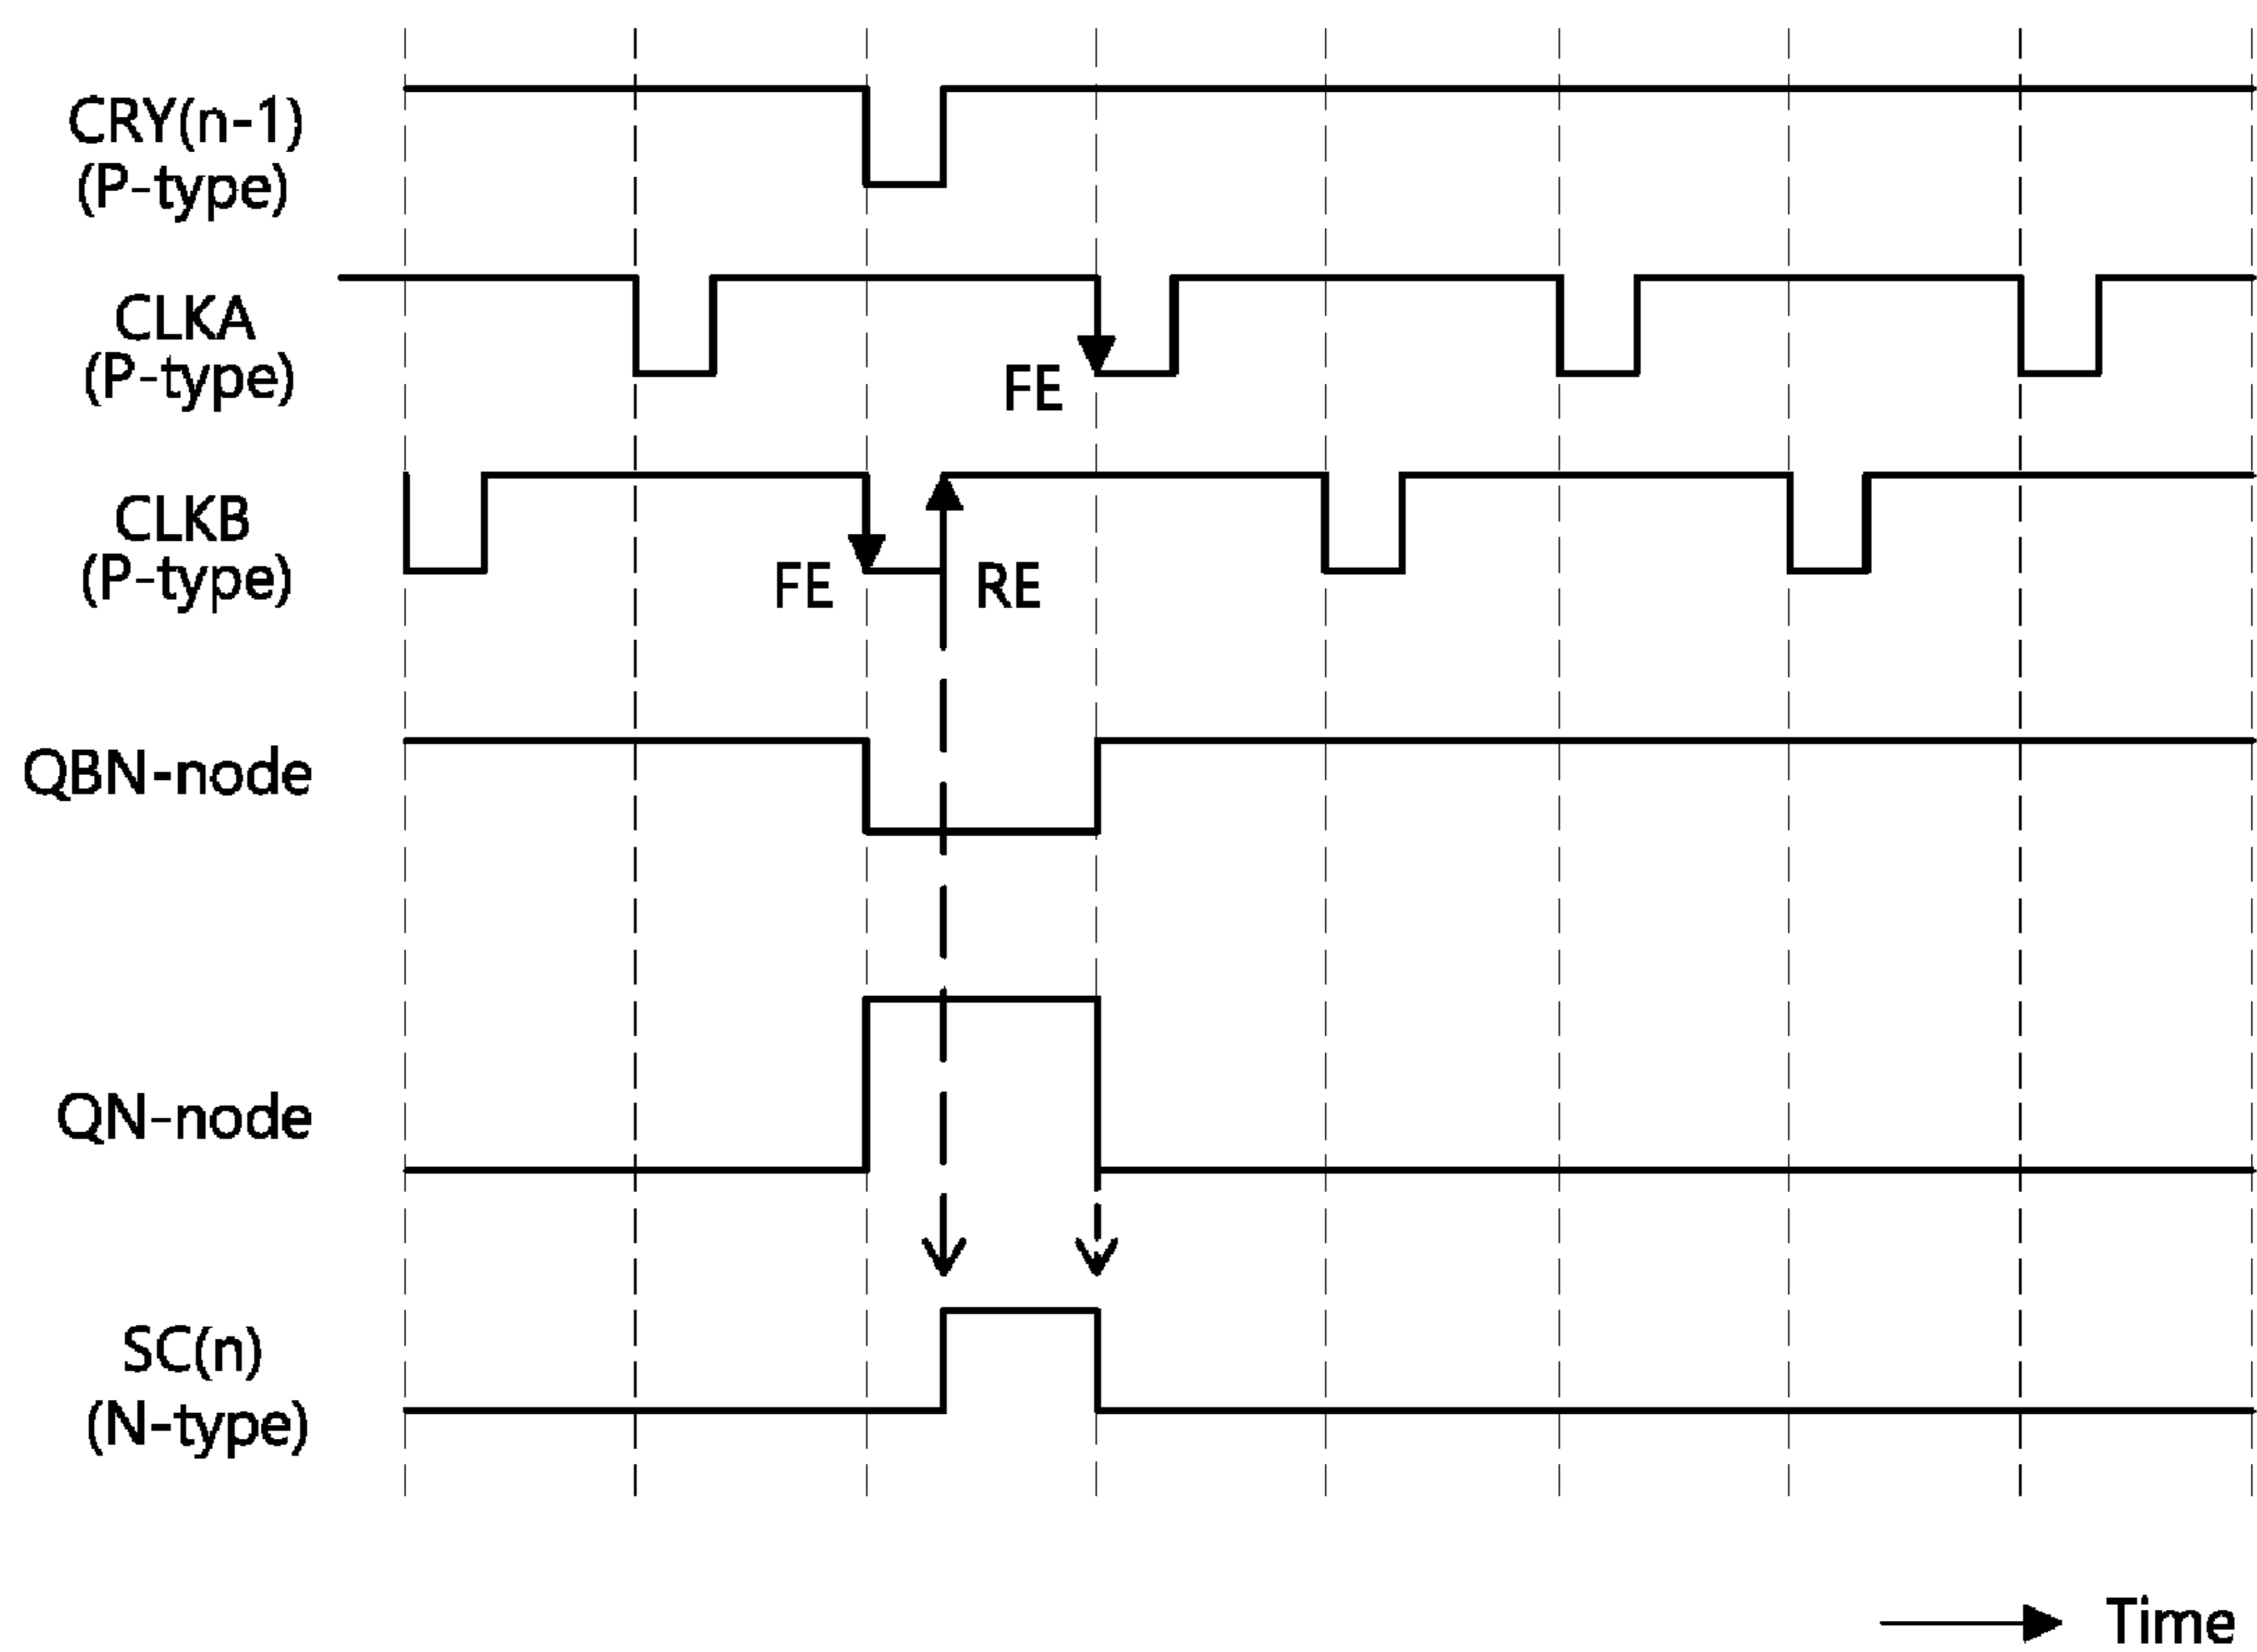 CRY(n-1)
(P-type)
CLKA
(P-type)
FE
CLKB
(P-type)
FE
RE
QBN-node
QN-node
SC(n)
(N-type)
Time